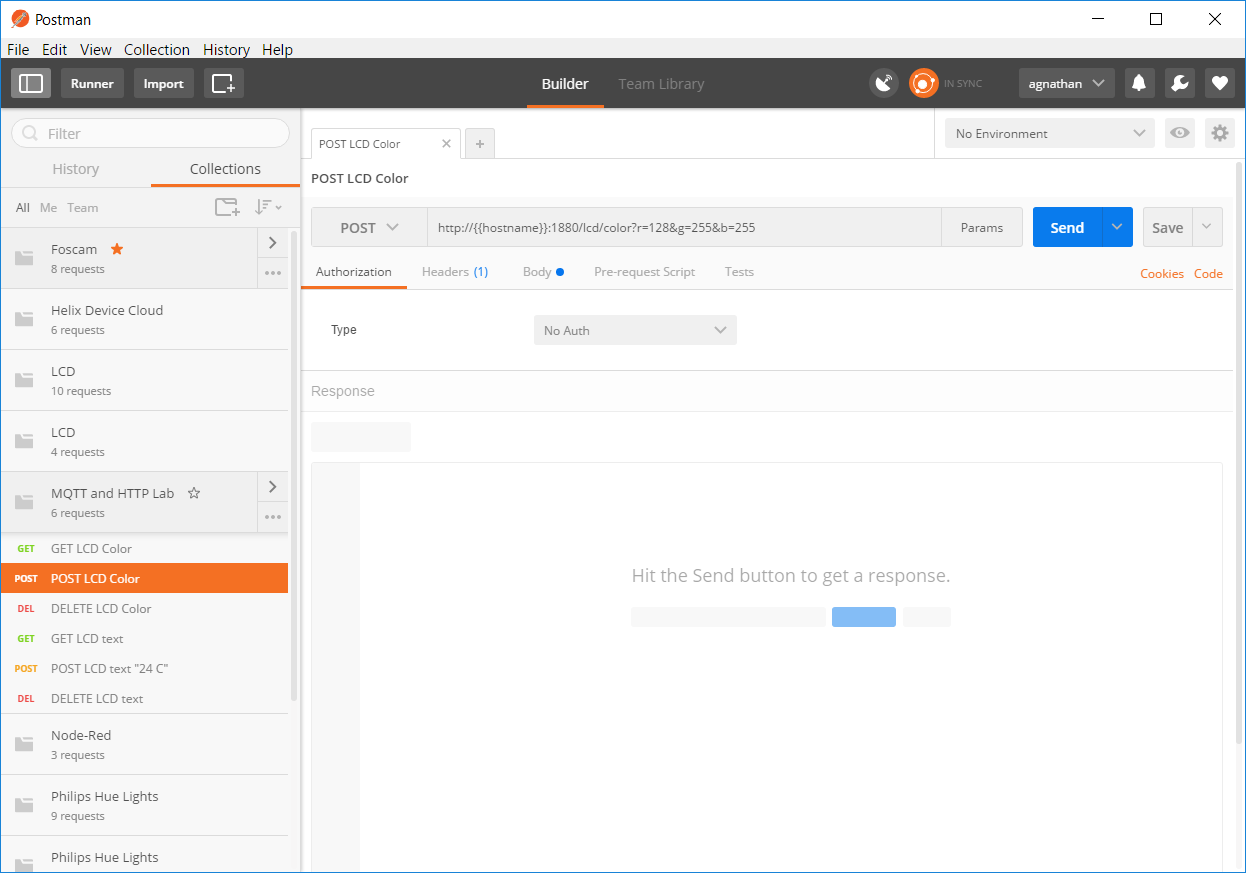 Postman
File Edit View Collection History Help
Runner Import Builder Team Library IN SYNC agnathan
Filter
History Collections
All Me Team
Foscam
8 requests
Helix Device Cloud
6 requests
LCD
10 requests
LCD
4 requests
MQTT and HTTP Lab
6 requests
GET GET LCD Color
POST POST LCD Color
DEL DELETE LCD Color
GET GET LCD text
POST POST LCD text "24 C"
DEL DELETE LCD text
Node-Red
3 requests
Philips Hue Lights
9 requests
Philips Hue Lights
POST LCD Color
No Environment
POST LCD Color
POST http://{{hostname}}:1880/lcd/color?r=128&g=255&b=255 Params Send Save
Authorization Headers (1) Body Pre-request Script Tests Cookies Code
Type No Auth
Response
Hit the Send button to get a response.